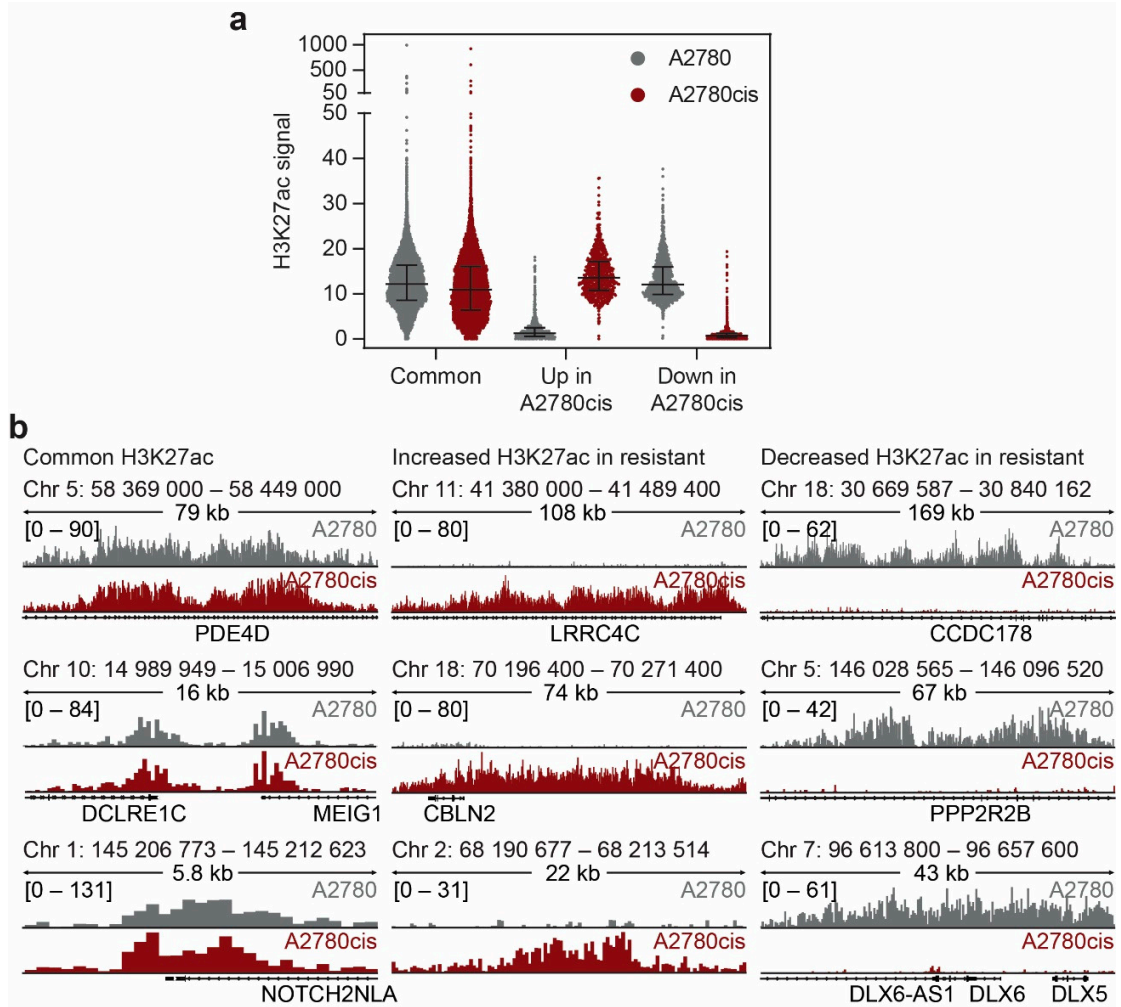 a
1000
500
50
50
40
30
20
10
0
H3K27ac signal
A2780
A2780cis
Common
Up in
A2780cis
Down in
A2780cis
b
Common H3K27ac
Chr 5: 58 369 000 – 58 449 000
79 kb
[0 – 90]
A2780
A2780cis
PDE4D
Chr 10: 14 989 949 – 15 006 990
16 kb
[0 – 84]
A2780
A2780cis
DCLRE1C
MEIG1
Chr 1: 145 206 773 – 145 212 623
5.8 kb
[0 – 131]
A2780
A2780cis
NOTCH2NLA
Increased H3K27ac in resistant
Chr 11: 41 380 000 – 41 489 400
108 kb
[0 – 80]
A2780
A2780cis
LRRC4C
Chr 18: 70 196 400 – 70 271 400
74 kb
[0 – 80]
A2780
A2780cis
CBLN2
Chr 2: 68 190 677 – 68 213 514
22 kb
[0 – 31]
A2780
A2780cis
Decreased H3K27ac in resistant
Chr 18: 30 669 587 – 30 840 162
169 kb
[0 – 62]
A2780
A2780cis
CCDC178
Chr 5: 146 028 565 – 146 096 520
67 kb
[0 – 42]
A2780
A2780cis
PPP2R2B
Chr 7: 96 613 800 – 96 657 600
43 kb
[0 – 61]
A2780
A2780cis
DLX6-AS1
DLX6
DLX5